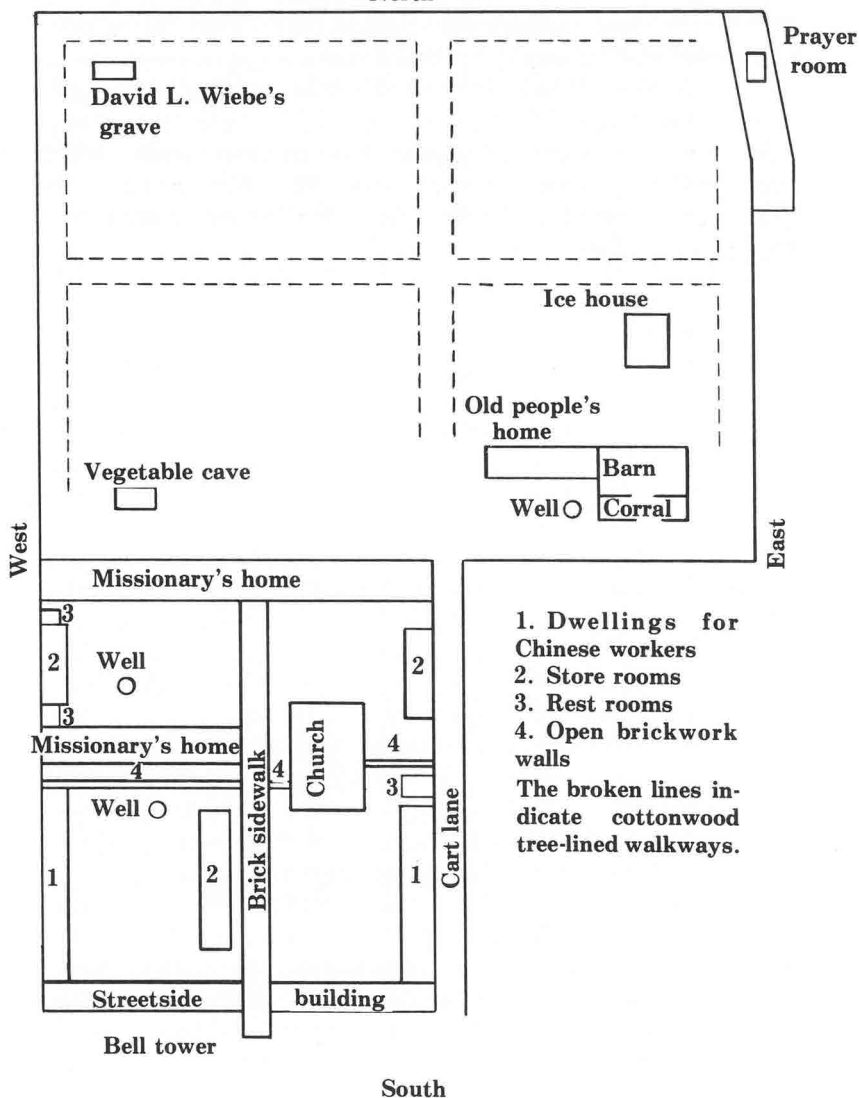 Prayer
room
David L. Wiebe's
grave
Ice house
Old people's
home
Barn
Vegetable cave
Well
Corral
West
East
Missionary's home
3
2
Well
3
2
Missionary's home
4
4
4
Church
Brick sidewalk
Cart lane
3
Well
1
2
1
Streetside building
Bell tower
South
1. Dwellings for
Chinese workers
2. Store rooms
3. Rest rooms
4. Open brickwork
walls
The broken lines in-
dicate cottonwood
tree-lined walkways.